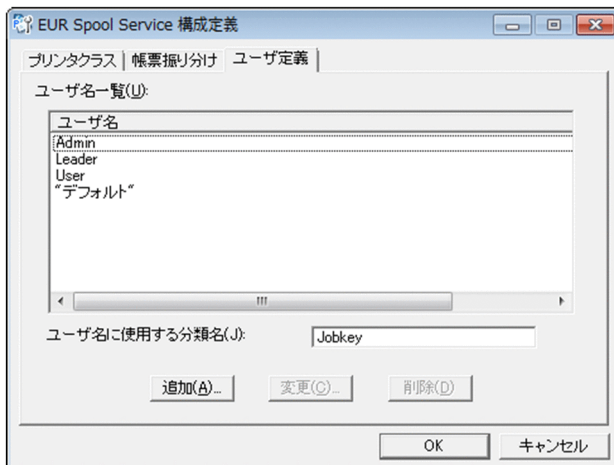 EUR Spool Service 構成定義
プリンタクラス 帳票振り分け ユーザ定義
ユーザ名一覧(U):
ユーザ名
Admin
Leader
User
"デフォルト"
ユーザ名に使用する分類名(J): Jobkey
追加(A)... 変更(C)... 削除(D)
OK キャンセル